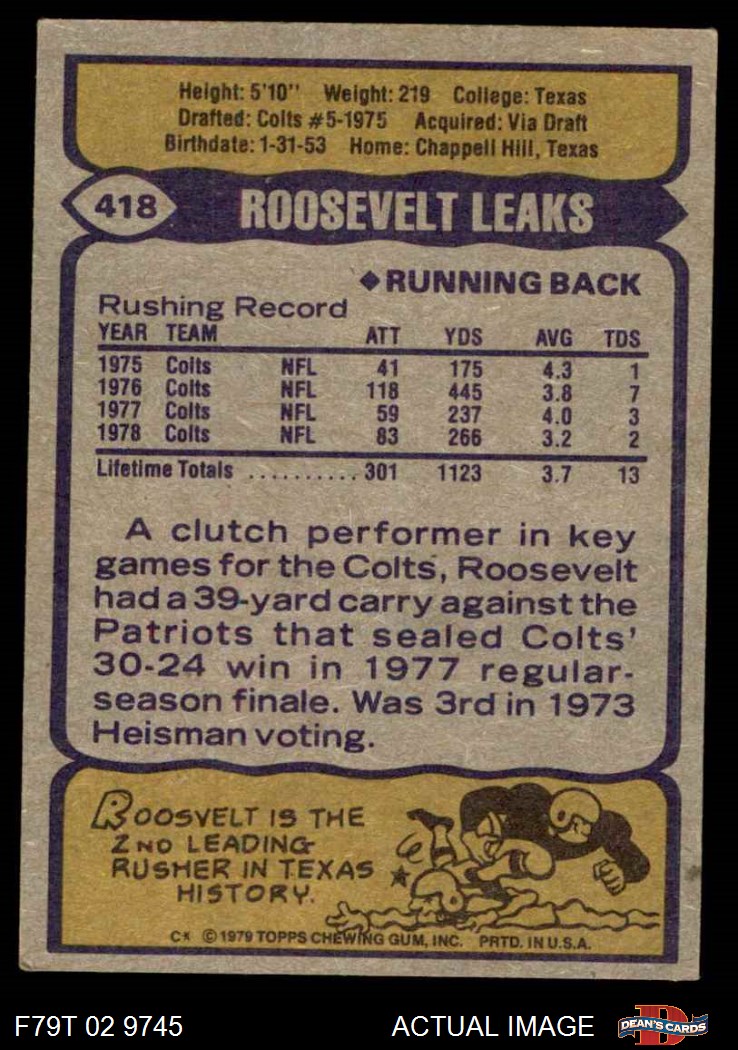 Height: 5'10" Weight: 219 College: Texas
Drafted: Colts #5-1975 Acquired: Via Draft
Birthdate: 1-31-53 Home: Chappell Hill, Texas
418 ROOSEVELT LEAKS
◆RUNNING BACK
Rushing Record
YEAR TEAM ATT YDS AVG TDS
1975 Colts NFL 41 175 4.3 1
1976 Colts NFL 118 445 3.8 7
1977 Colts NFL 59 237 4.0 3
1978 Colts NFL 83 266 3.2 2
Lifetime Totals .......... 301 1123 3.7 13
A clutch performer in key
games for the Colts, Roosevelt
had a 39-yard carry against the
Patriots that sealed Colts'
30-24 win in 1977 regular-
season finale. Was 3rd in 1973
Heisman voting.
ROOSVELT IS THE
2ND LEADING
RUSHER IN TEXAS
HISTORY.
C* © 1979 TOPPS CHEWING GUM, INC. PRTD. IN U.S.A.
F79T 02 9745 ACTUAL IMAGE D DEAN'S CARDS